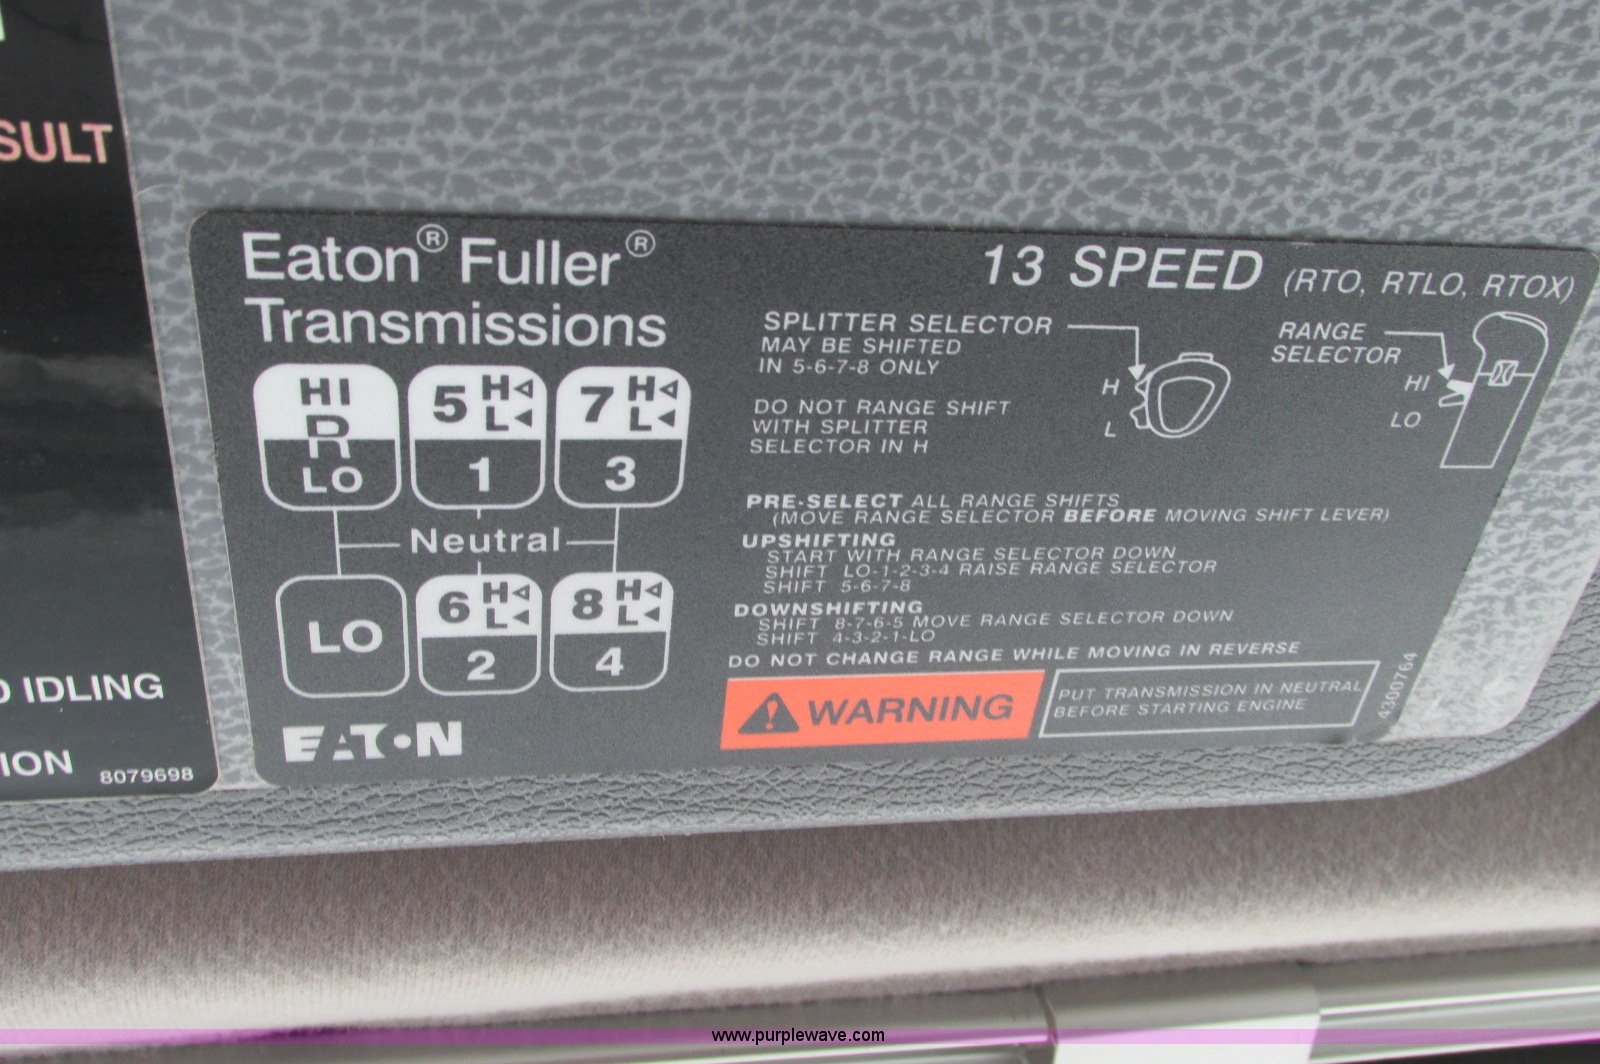 SULT
D IDLING
ION
8079698
Eaton® Fuller®
Transmissions
HI
R
LO
5 H
L
1
7 H
L
3
Neutral
LO
6 H
L
2
8 H
L
4
EATON
13 SPEED (RTO, RTLO, RTOX)
SPLITTER SELECTOR
MAY BE SHIFTED
IN 5-6-7-8 ONLY
H
L
RANGE
SELECTOR
HI
LO
DO NOT RANGE SHIFT
WITH SPLITTER
SELECTOR IN H
PRE-SELECT ALL RANGE SHIFTS
(MOVE RANGE SELECTOR BEFORE MOVING SHIFT LEVER)
UPSHIFTING
START WITH RANGE SELECTOR DOWN
SHIFT LO-1-2-3-4 RAISE RANGE SELECTOR
SHIFT 5-6-7-8
DOWNSHIFTING
SHIFT 8-7-6-5 MOVE RANGE SELECTOR DOWN
SHIFT 4-3-2-1-LO
DO NOT CHANGE RANGE WHILE MOVING IN REVERSE
WARNING
PUT TRANSMISSION IN NEUTRAL
BEFORE STARTING ENGINE
4300764
www.purplewave.com